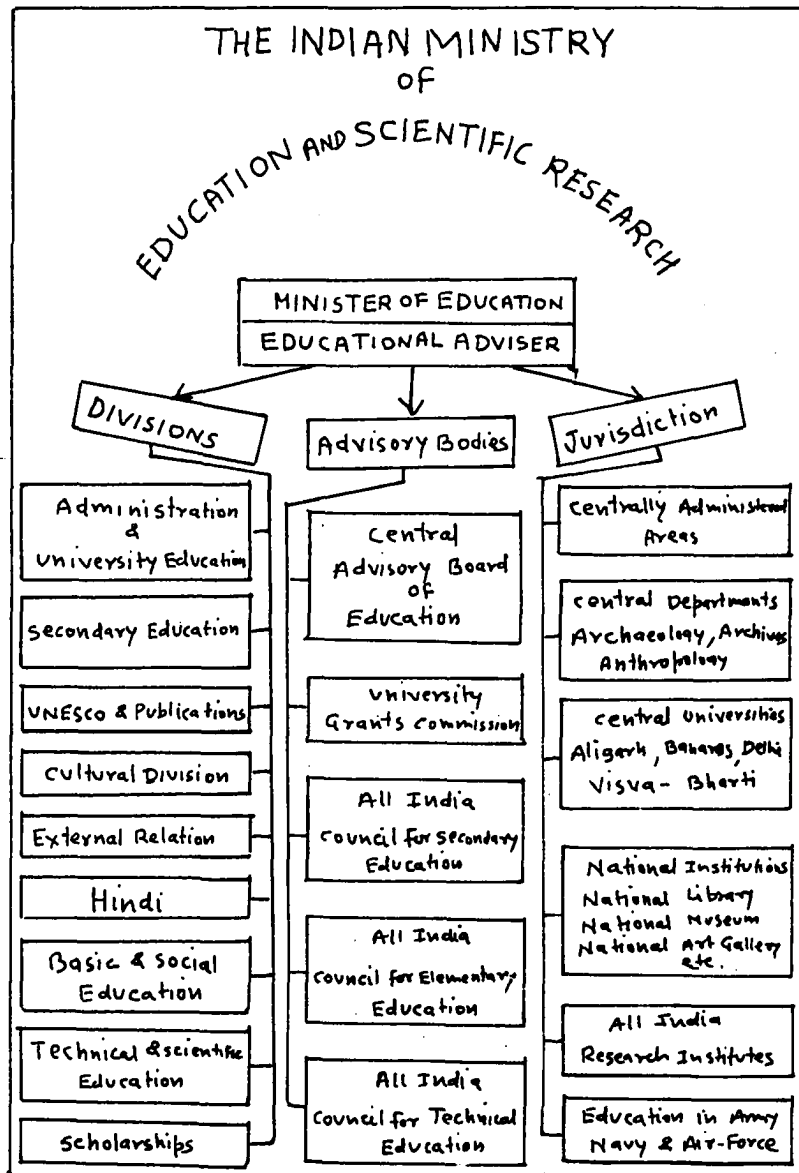 THE INDIAN MINISTRY
OF
EDUCATION AND SCIENTIFIC RESEARCH
MINISTER OF EDUCATION
EDUCATIONAL ADVISER
DIVISIONS
Administration
&
University Education
Secondary Education
UNESCO & Publications
Cultural Division
External Relation
Hindi
Basic & Social
Education
Technical & Scientific
Education
Scholarships
Advisory Bodies
Central
Advisory Board
of
Education
University
Grants Commission
All India
Council for Secondary
Education
All India
Council for Elementary
Education
All India
Council for Technical
Education
Jurisdiction
Centrally Administered
Areas
Central Departments
Archaeology, Archives
Anthropology
Central Universities
Aligarh, Banaras, Delhi
Visva-Bharti
National Institutions
National Library
National Museum
National Art Gallery
etc.
All India
Research Institutes
Education in Army
Navy & Air-Force